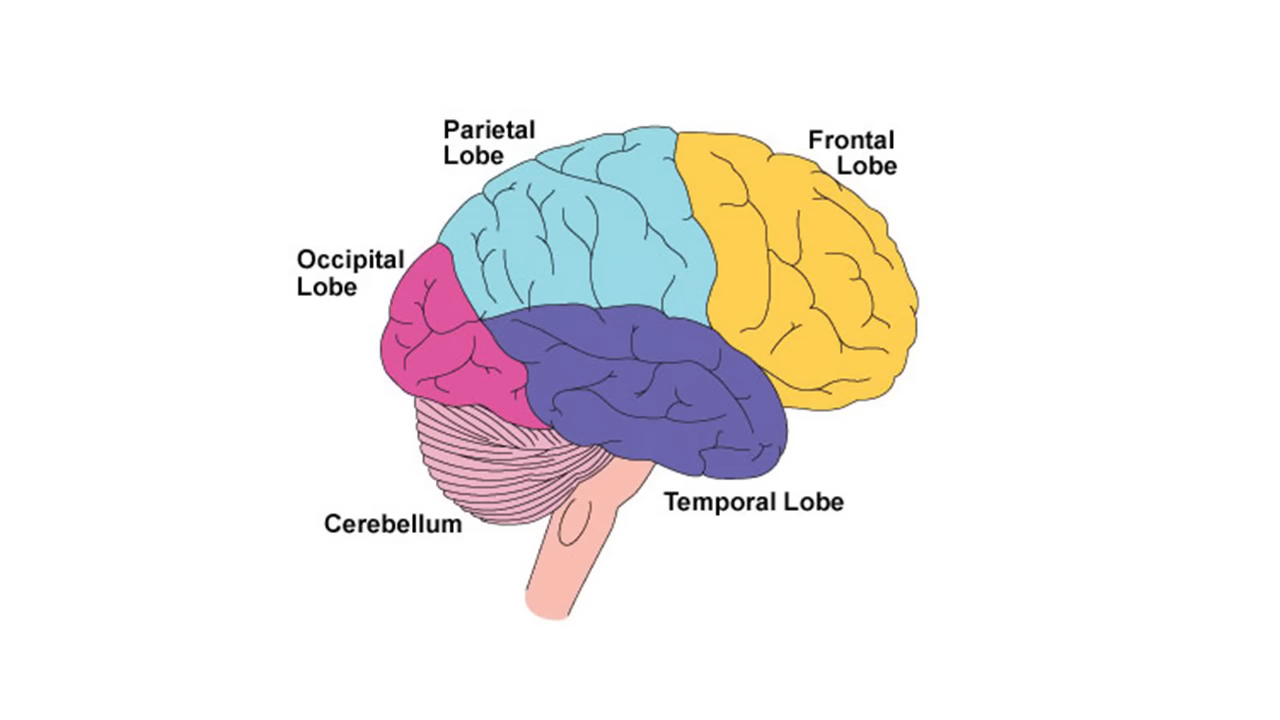 Parietal
Lobe
Frontal
Lobe
Occipital
Lobe
Temporal Lobe
Cerebellum